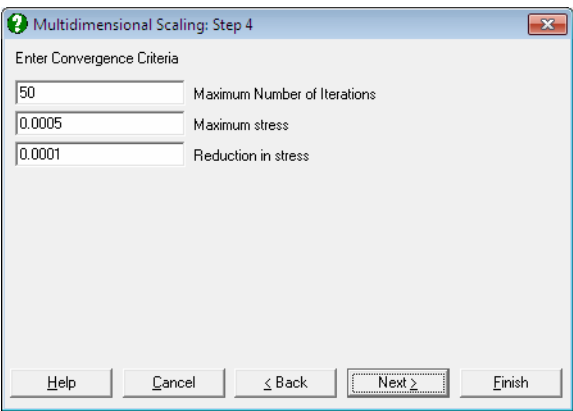 Multidimensional Scaling: Step 4
Enter Convergence Criteria
50 Maximum Number of Iterations
0.0005 Maximum stress
0.0001 Reduction in stress
Help Cancel < Back Next > Finish